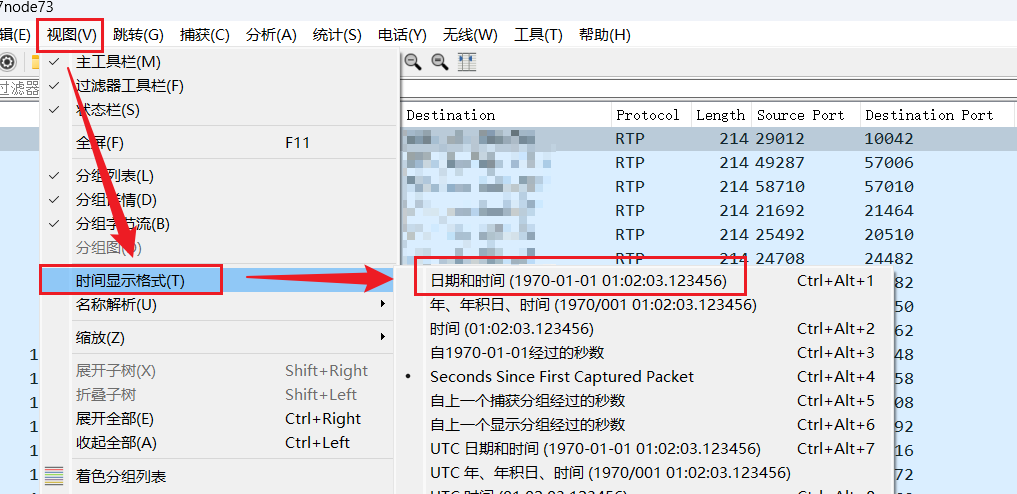 7node73
辑(E) 视图(V) 跳转(G) 捕获(C) 分析(A) 统计(S) 电话(Y) 无线(W) 工具(T) 帮助(H)
主工具栏(M)
过滤器工具栏(F)
状态栏(S)
全屏(F) F11
分组列表(L)
分组详情(D)
分组字节流(B)
分组图(D)
时间显示格式(T)
名称解析(U)
缩放(Z)
展开子树(X) Shift+Right
折叠子树 Shift+Left
展开全部(E) Ctrl+Right
收起全部(A) Ctrl+Left
着色分组列表
过滤器
Destination Protocol Length Source Port Destination Port
RTP 214 29012 10042
RTP 214 49287 57006
RTP 214 58710 57010
RTP 214 21692 21464
RTP 214 25492 20510
RTP 214 24708 24482
日期和时间 (1970-01-01 01:02:03.123456) Ctrl+Alt+1
年、年积日、时间 (1970/001 01:02:03.123456)
时间 (01:02:03.123456) Ctrl+Alt+2
自1970-01-01经过的秒数 Ctrl+Alt+3
Seconds Since First Captured Packet Ctrl+Alt+4
自上一个捕获分组经过的秒数 Ctrl+Alt+5
自上一个显示分组经过的秒数 Ctrl+Alt+6
UTC 日期和时间 (1970-01-01 01:02:03.123456) Ctrl+Alt+7
UTC 年、年积日、时间 (1970/001 01:02:03.123456)
82
50
62
1 48
1 58
1 08
1 92
1 16
1 72